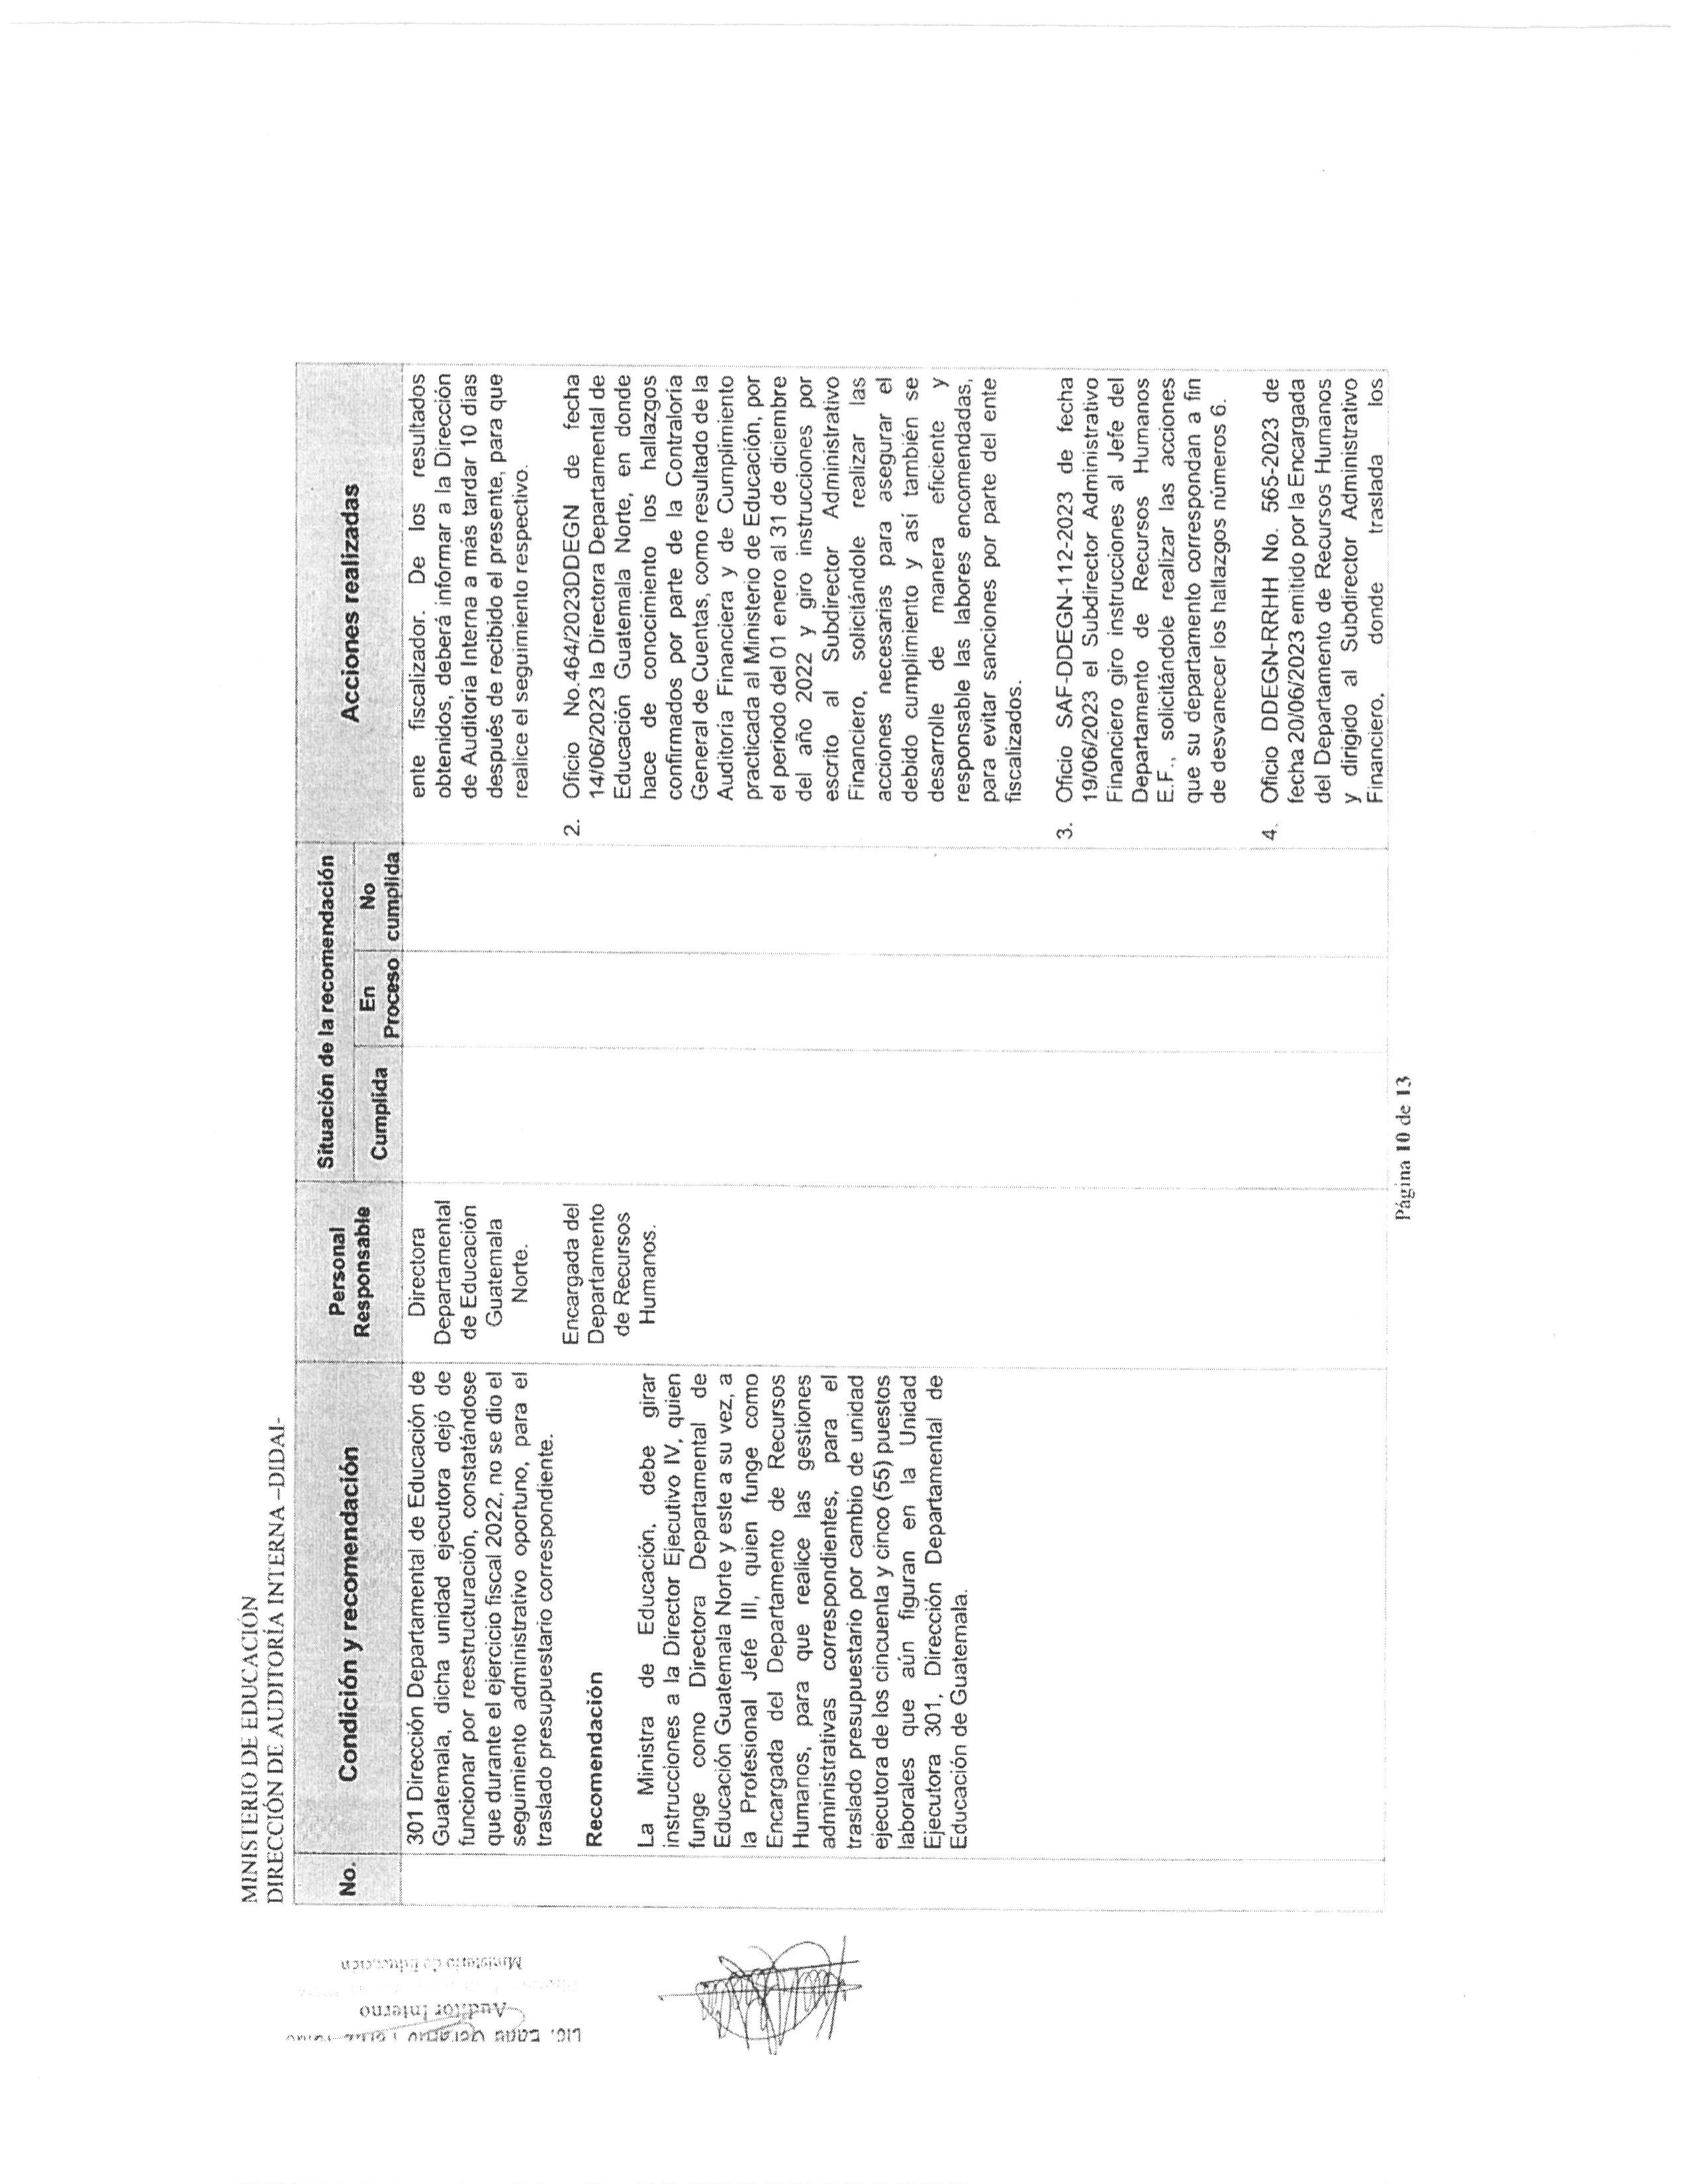 MINISTERIO DE EDUCACIÓN
DIRECCIÓN DE AUDITORÍA INTERNA –DIDAI-
No.
Condición y recomendación
Personal
Responsable
Situación de la recomendación
Cumplida
En
Proceso
No
cumplida
Acciones realizadas
301 Dirección Departamental de Educación de
Guatemala, dicha unidad ejecutora dejó de
funcionar por reestructuración, constatándose
que durante el ejercicio fiscal 2022, no se dio el
seguimiento administrativo oportuno, para el
traslado presupuestario correspondiente.
Recomendación
La Ministra de Educación, debe girar
instrucciones a la Director Ejecutivo IV, quien
funge como Directora Departamental de
Educación Guatemala Norte y este a su vez, a
la Profesional Jefe III, quien funge como
Encargada del Departamento de Recursos
Humanos, para que realice las gestiones
administrativas correspondientes, para el
traslado presupuestario por cambio de unidad
ejecutora de los cincuenta y cinco (55) puestos
laborales que aún figuran en la Unidad
Ejecutora 301, Dirección Departamental de
Educación de Guatemala.
Directora
Departamental
de Educación
Guatemala
Norte.
Encargada del
Departamento
de Recursos
Humanos.
ente fiscalizador. De los resultados
obtenidos, deberá informar a la Dirección
de Auditoria Interna a más tardar 10 dias
después de recibido el presente, para que
realice el seguimiento respectivo.
2. Oficio No.464/2023DDEGN de fecha
14/06/2023 la Directora Departamental de
Educación Guatemala Norte, en donde
hace de conocimiento los hallazgos
confirmados por parte de la Contraloría
General de Cuentas, como resultado de la
Auditoría Financiera y de Cumplimiento
practicada al Ministerio de Educación, por
el periodo del 01 enero al 31 de diciembre
del año 2022 y giro instrucciones por
escrito al Subdirector Administrativo
Financiero, solicitándole realizar las
acciones necesarias para asegurar el
debido cumplimiento y así también se
desarrolle de manera eficiente y
responsable las labores encomendadas,
para evitar sanciones por parte del ente
fiscalizados.
3. Oficio SAF-DDEGN-112-2023 de fecha
19/06/2023 el Subdirector Administrativo
Financiero giro instrucciones al Jefe del
Departamento de Recursos Humanos
E.F., solicitándole realizar las acciones
que su departamento correspondan a fin
de desvanecer los hallazgos números 6.
4. Oficio DDEGN-RRHH No. 565-2023 de
fecha 20/06/2023 emitido por la Encargada
del Departamento de Recursos Humanos
y dirigido al Subdirector Administrativo
Financiero, donde traslada los
Página 10 de 13
Lic.
Auditor Interno
Ministerio de Educación